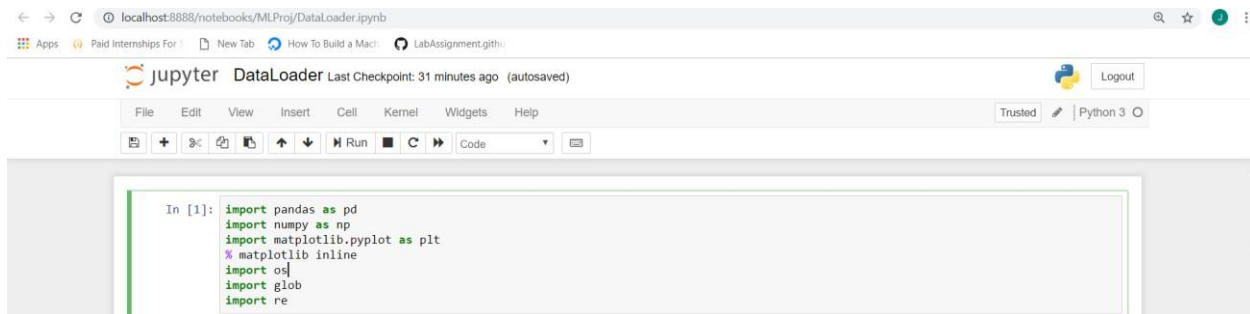 localhost:8888/notebooks/MLProj/DataLoader.ipynb
J
Apps Paid Internships For S New Tab How To Build a Mach LabAssignment.githu
jupyter DataLoader Last Checkpoint: 31 minutes ago (autosaved) Logout
File Edit View Insert Cell Kernel Widgets Help Trusted Python 3
Run Code
In [1]: import pandas as pd
import numpy as np
import matplotlib.pyplot as plt
% matplotlib inline
import os
import glob
import re